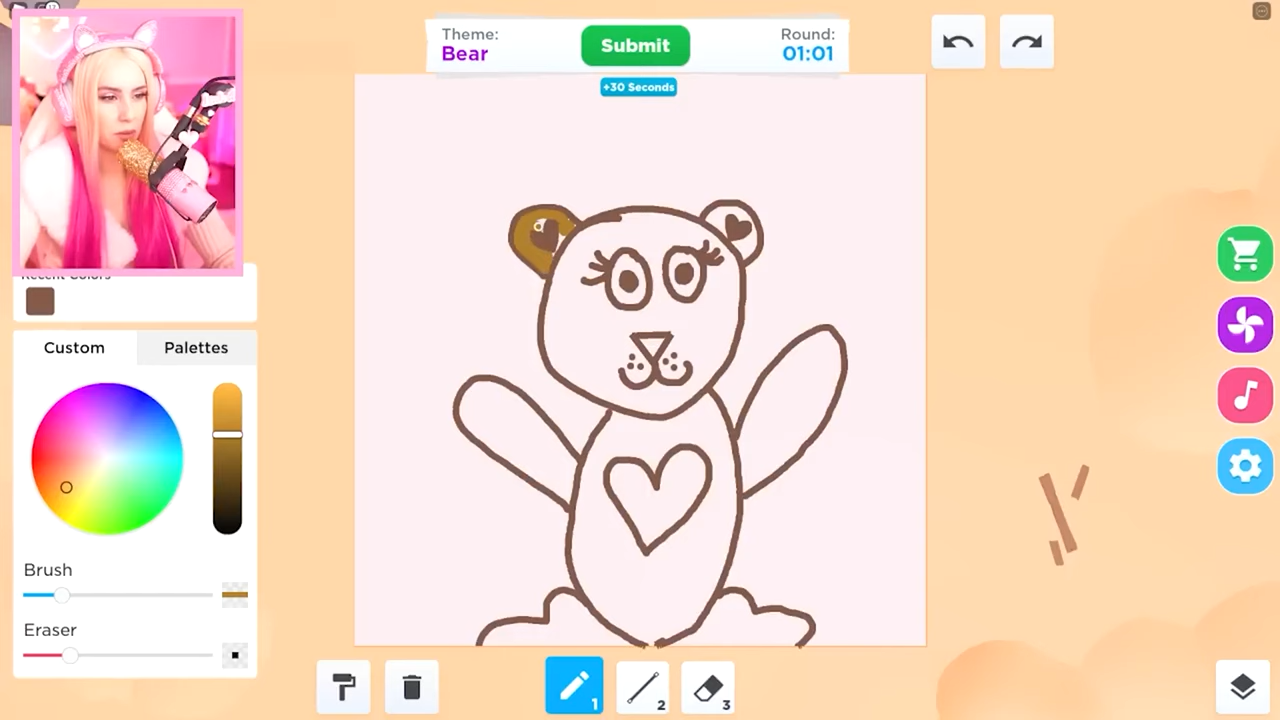 Theme:
Bear
Submit
Round:
01:01
+30 Seconds
Recent Colors
Custom
Palettes
Brush
Eraser
1
2
3